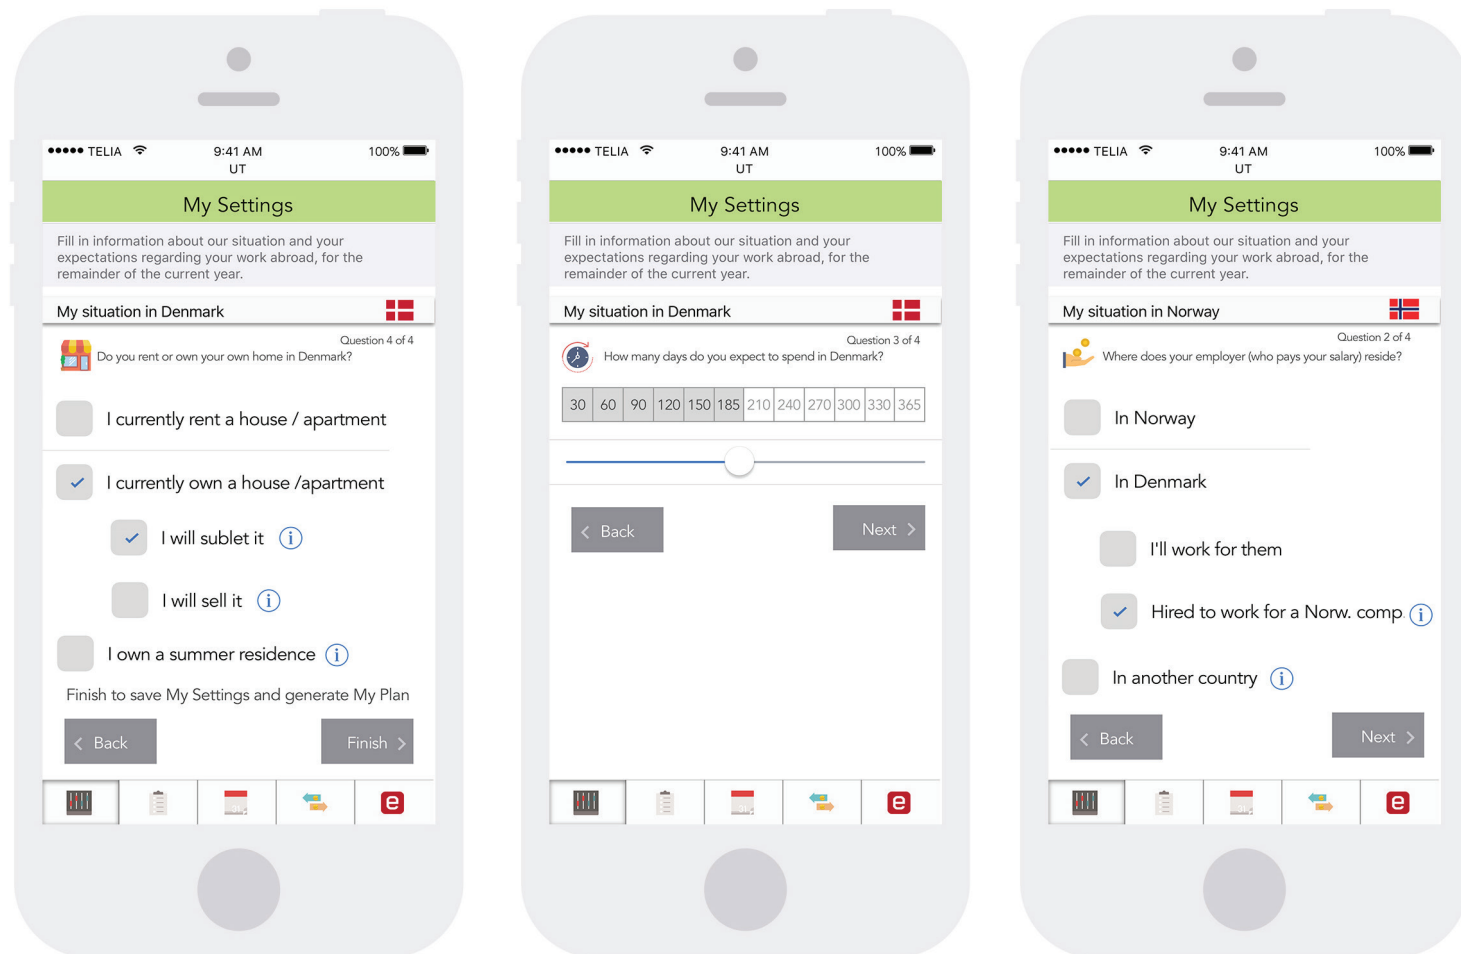 TELIA 9:41 AM 100%
UT
My Settings
Fill in information about our situation and your
expectations regarding your work abroad, for the
remainder of the current year.
My situation in Denmark
Question 4 of 4
Do you rent or own your own home in Denmark?
I currently rent a house / apartment
I currently own a house /apartment
I will sublet it i
I will sell it i
I own a summer residence i
Finish to save My Settings and generate My Plan
< Back
Finish >
e
TELIA 9:41 AM 100%
UT
My Settings
Fill in information about our situation and your
expectations regarding your work abroad, for the
remainder of the current year.
My situation in Denmark
Question 3 of 4
How many days do you expect to spend in Denmark?
30 60 90 120 150 185 210 240 270 300 330 365
< Back
Next >
e
TELIA 9:41 AM 100%
UT
My Settings
Fill in information about our situation and your
expectations regarding your work abroad, for the
remainder of the current year.
My situation in Norway
Question 2 of 4
Where does your employer (who pays your salary) reside?
In Norway
In Denmark
I'll work for them
Hired to work for a Norw. comp i
In another country i
< Back
Next >
e